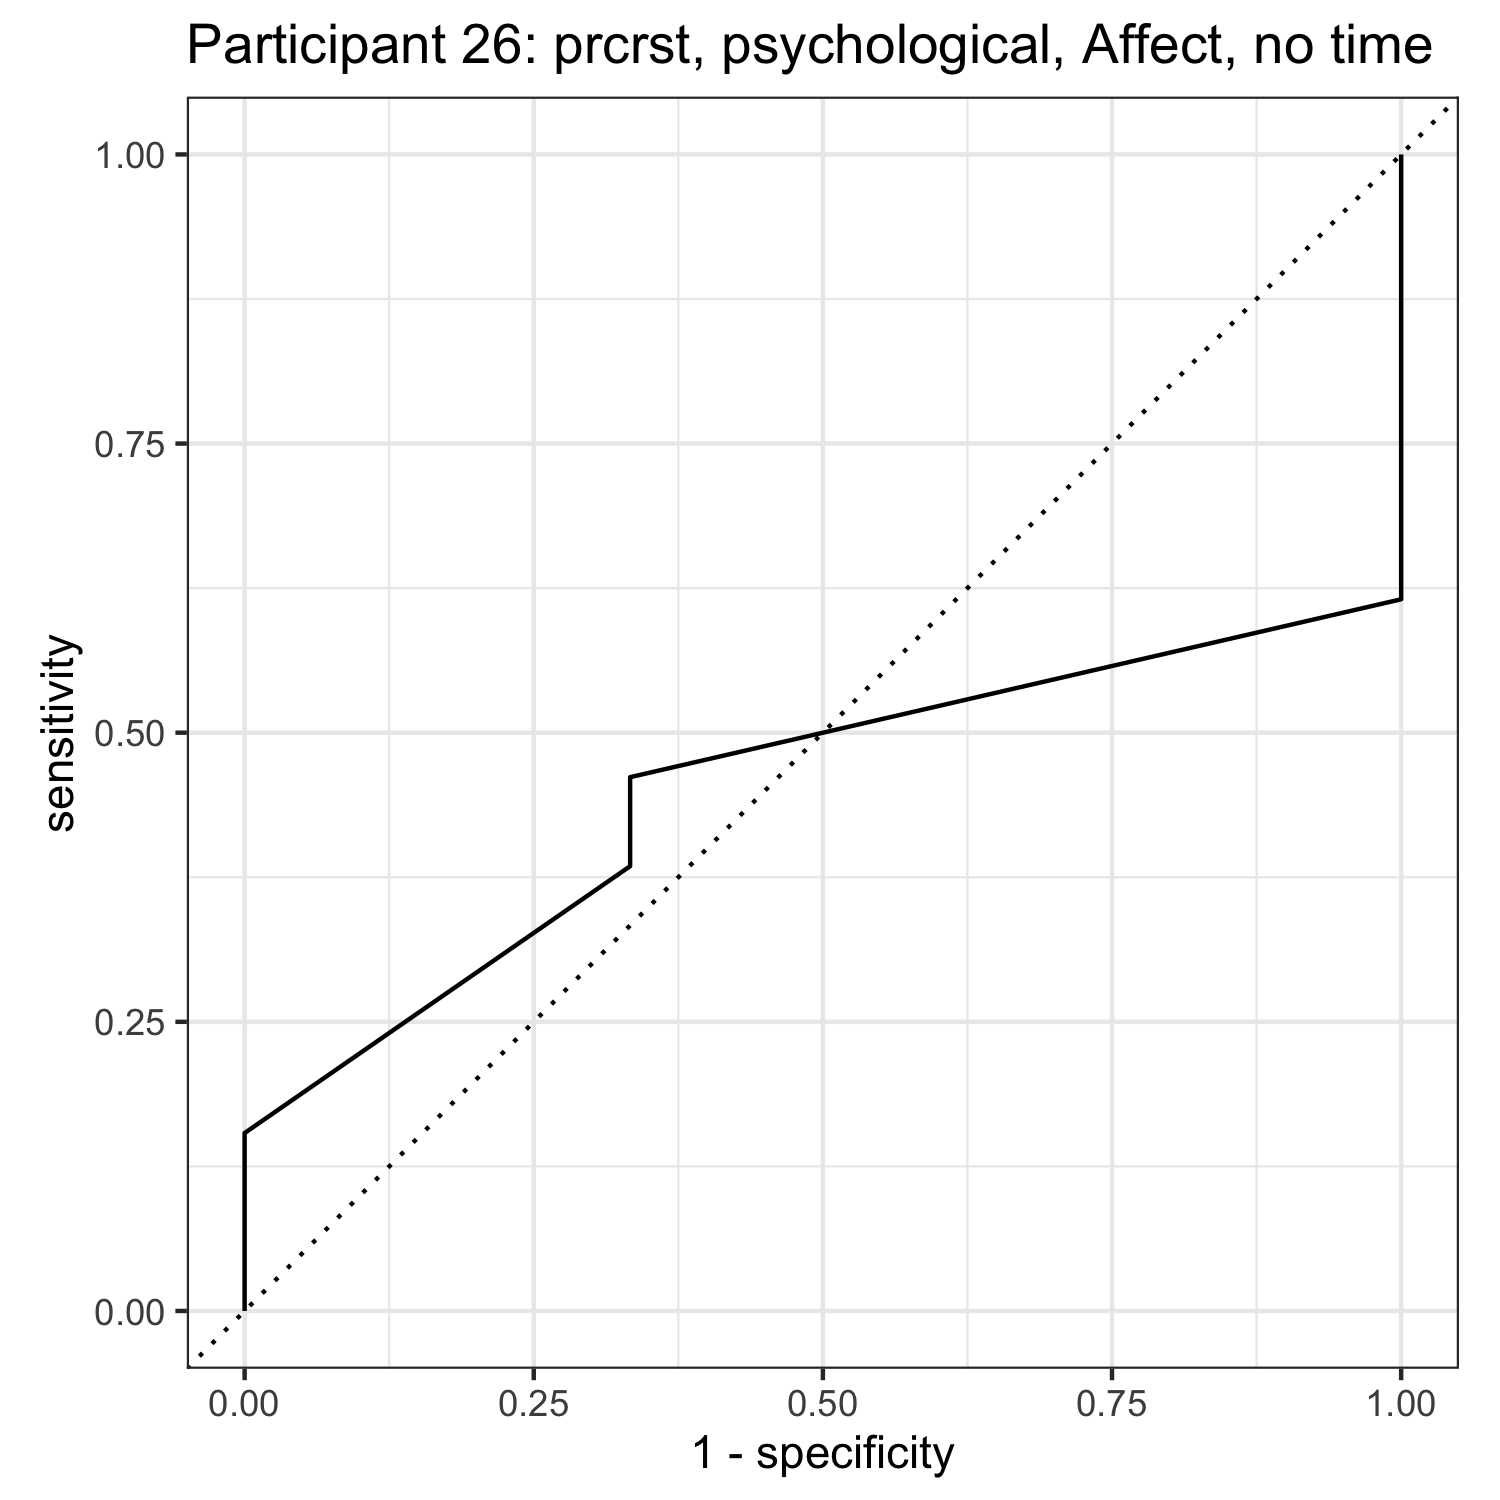 Participant 26: prcrst, psychological, Affect, no time
1.00
0.75
0.50
0.25
0.00
sensitivity
0.00 0.25 0.50 0.75 1.00
1 - specificity